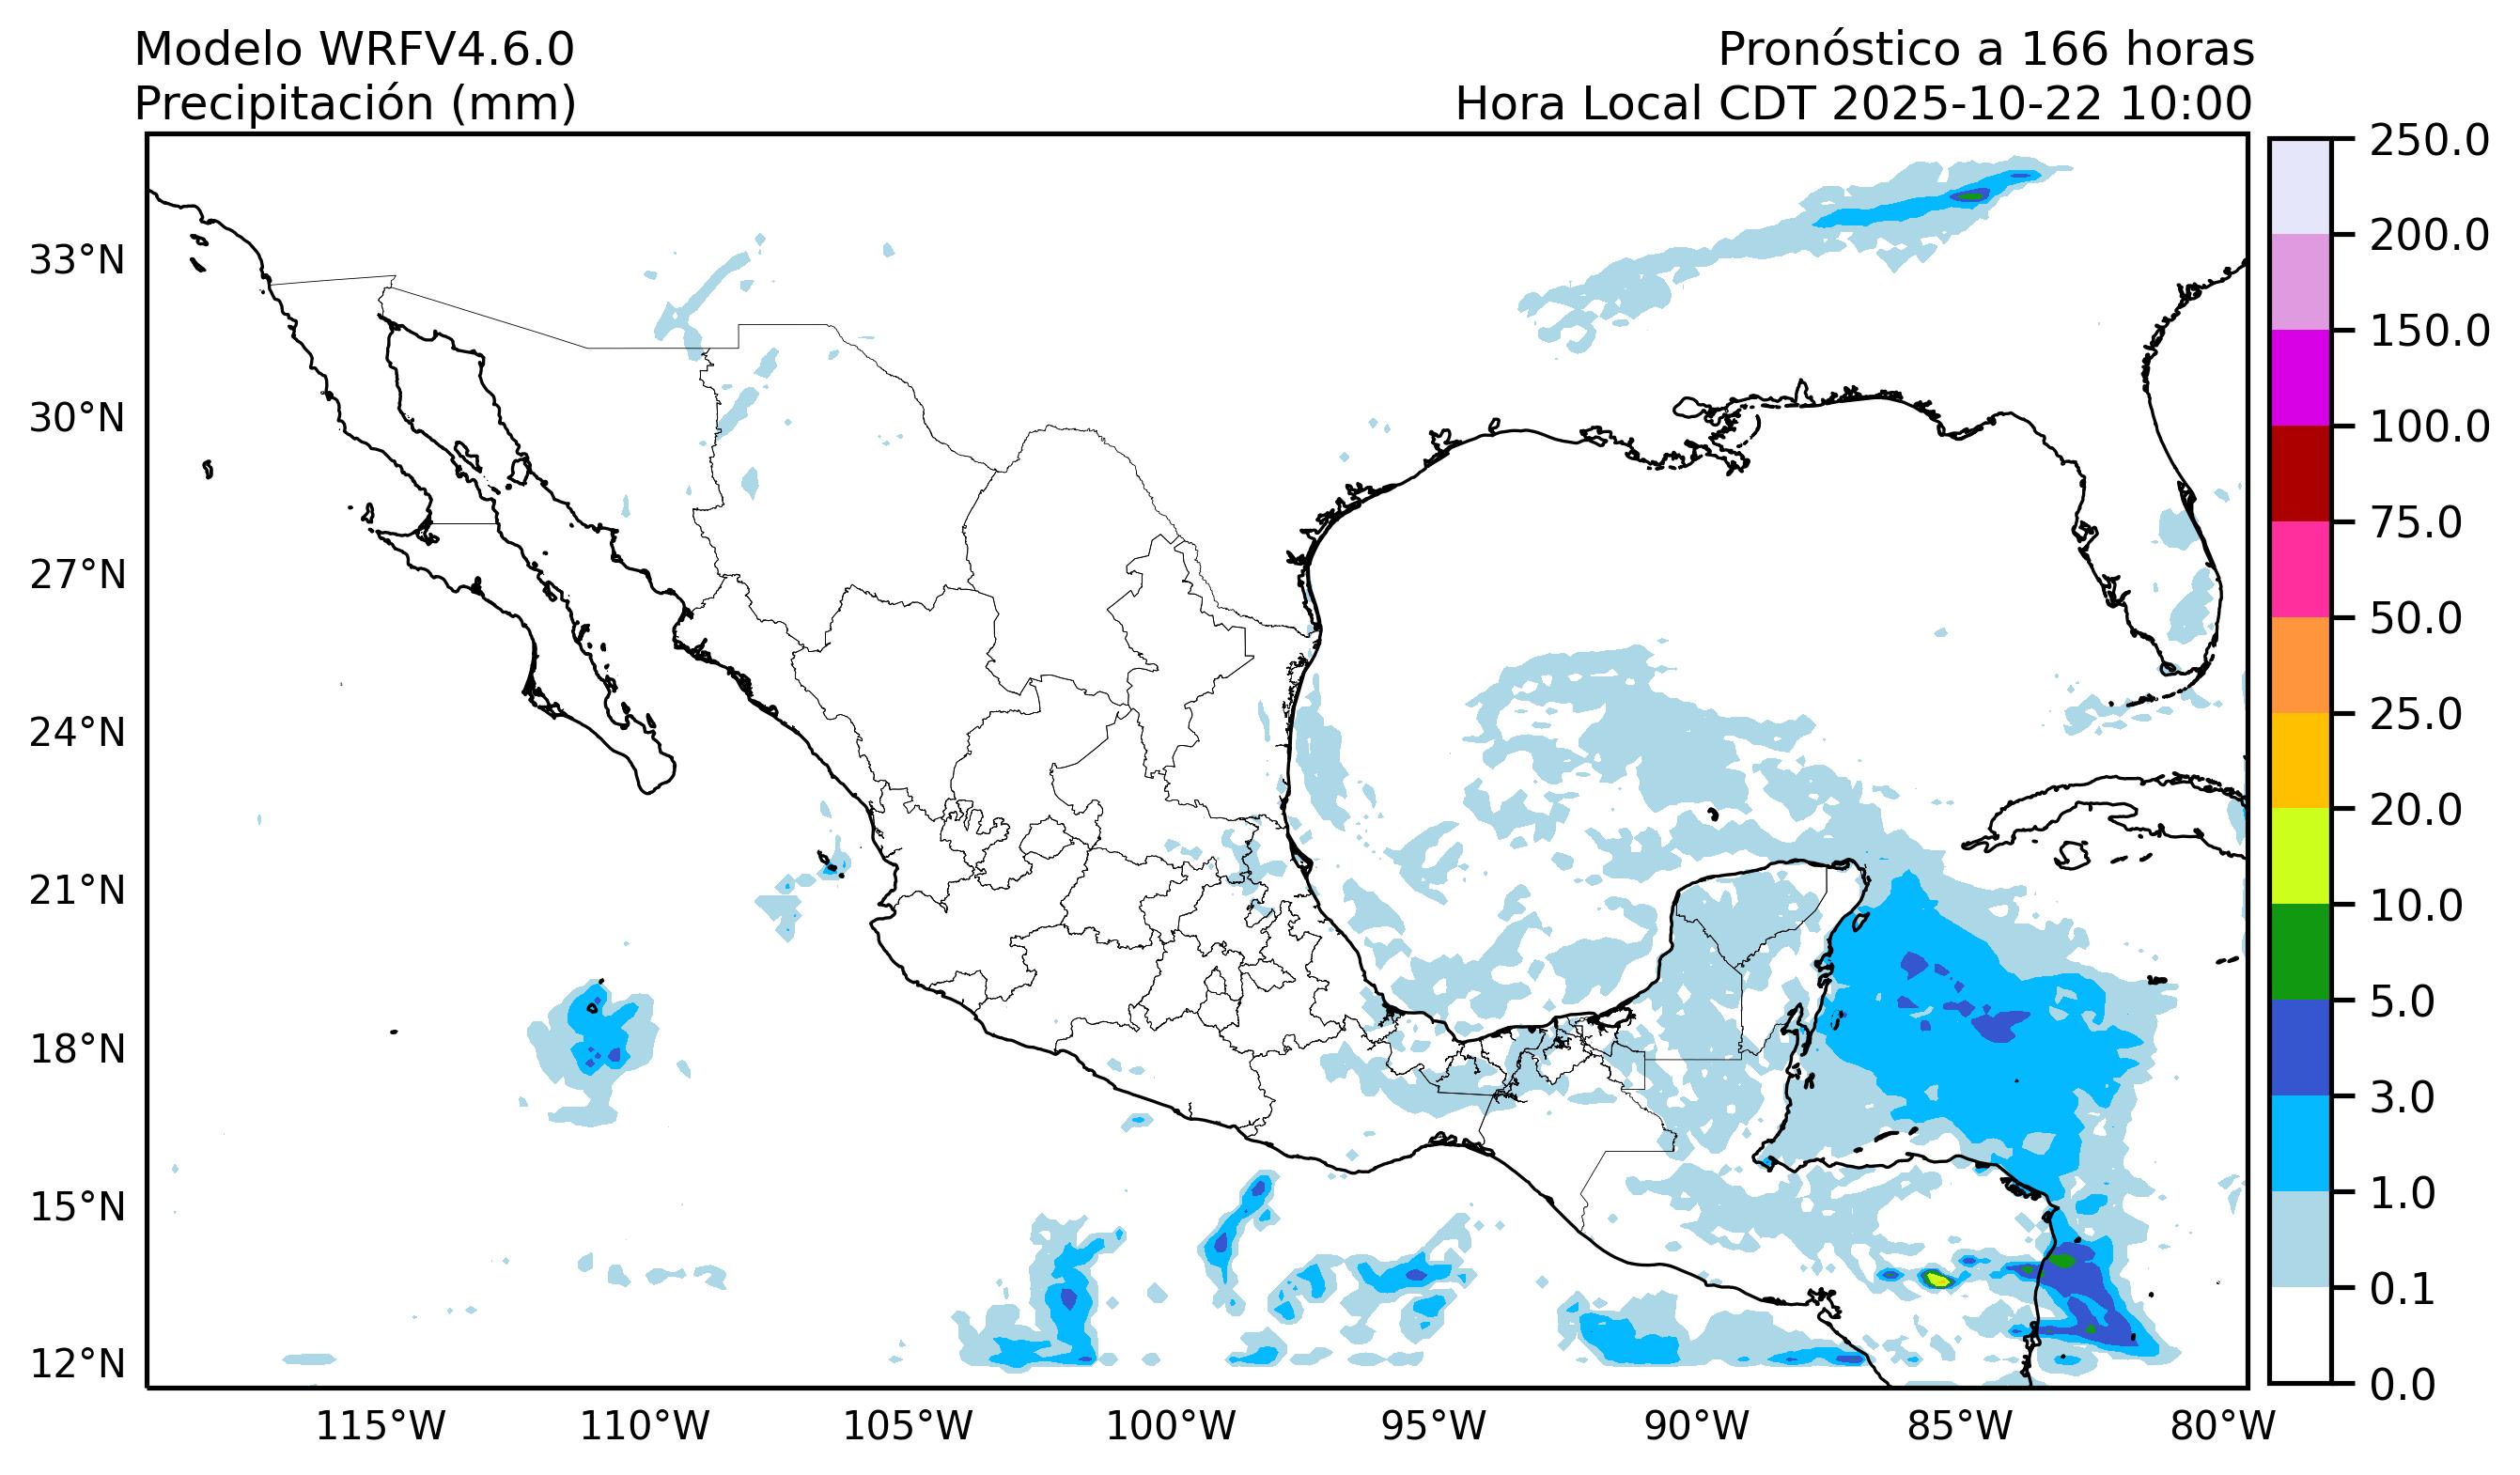 Modelo WRFV4.6.0
Precipitación (mm)
Pronóstico a 166 horas
Hora Local CDT 2025-10-22 10:00
33°N
30°N
27°N
24°N
21°N
18°N
15°N
12°N
115°W
110°W
105°W
100°W
95°W
90°W
85°W
80°W
250.0
200.0
150.0
100.0
75.0
50.0
25.0
20.0
10.0
5.0
3.0
1.0
0.1
0.0